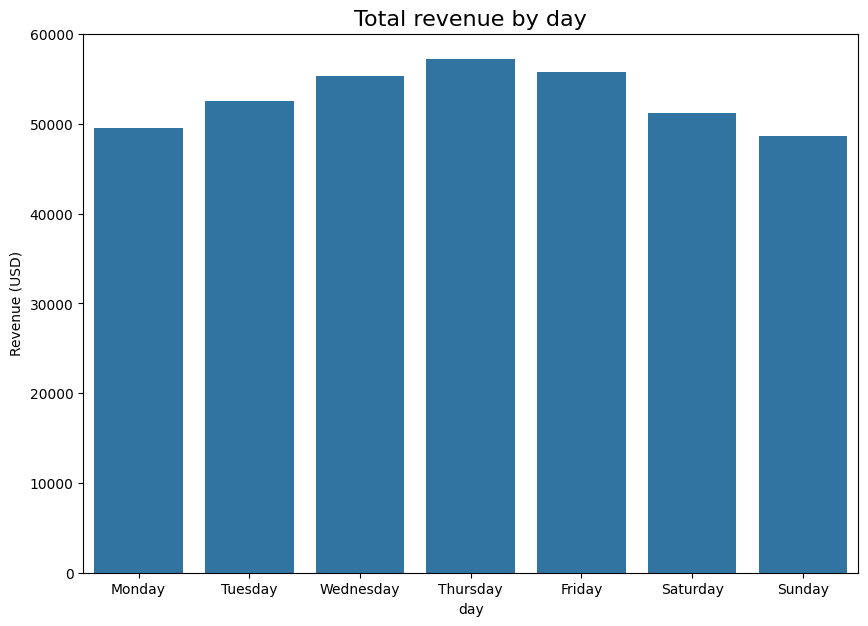 Total revenue by day
60000
50000
40000
30000
20000
10000
0
Revenue (USD)
Monday Tuesday Wednesday Thursday Friday Saturday Sunday
day